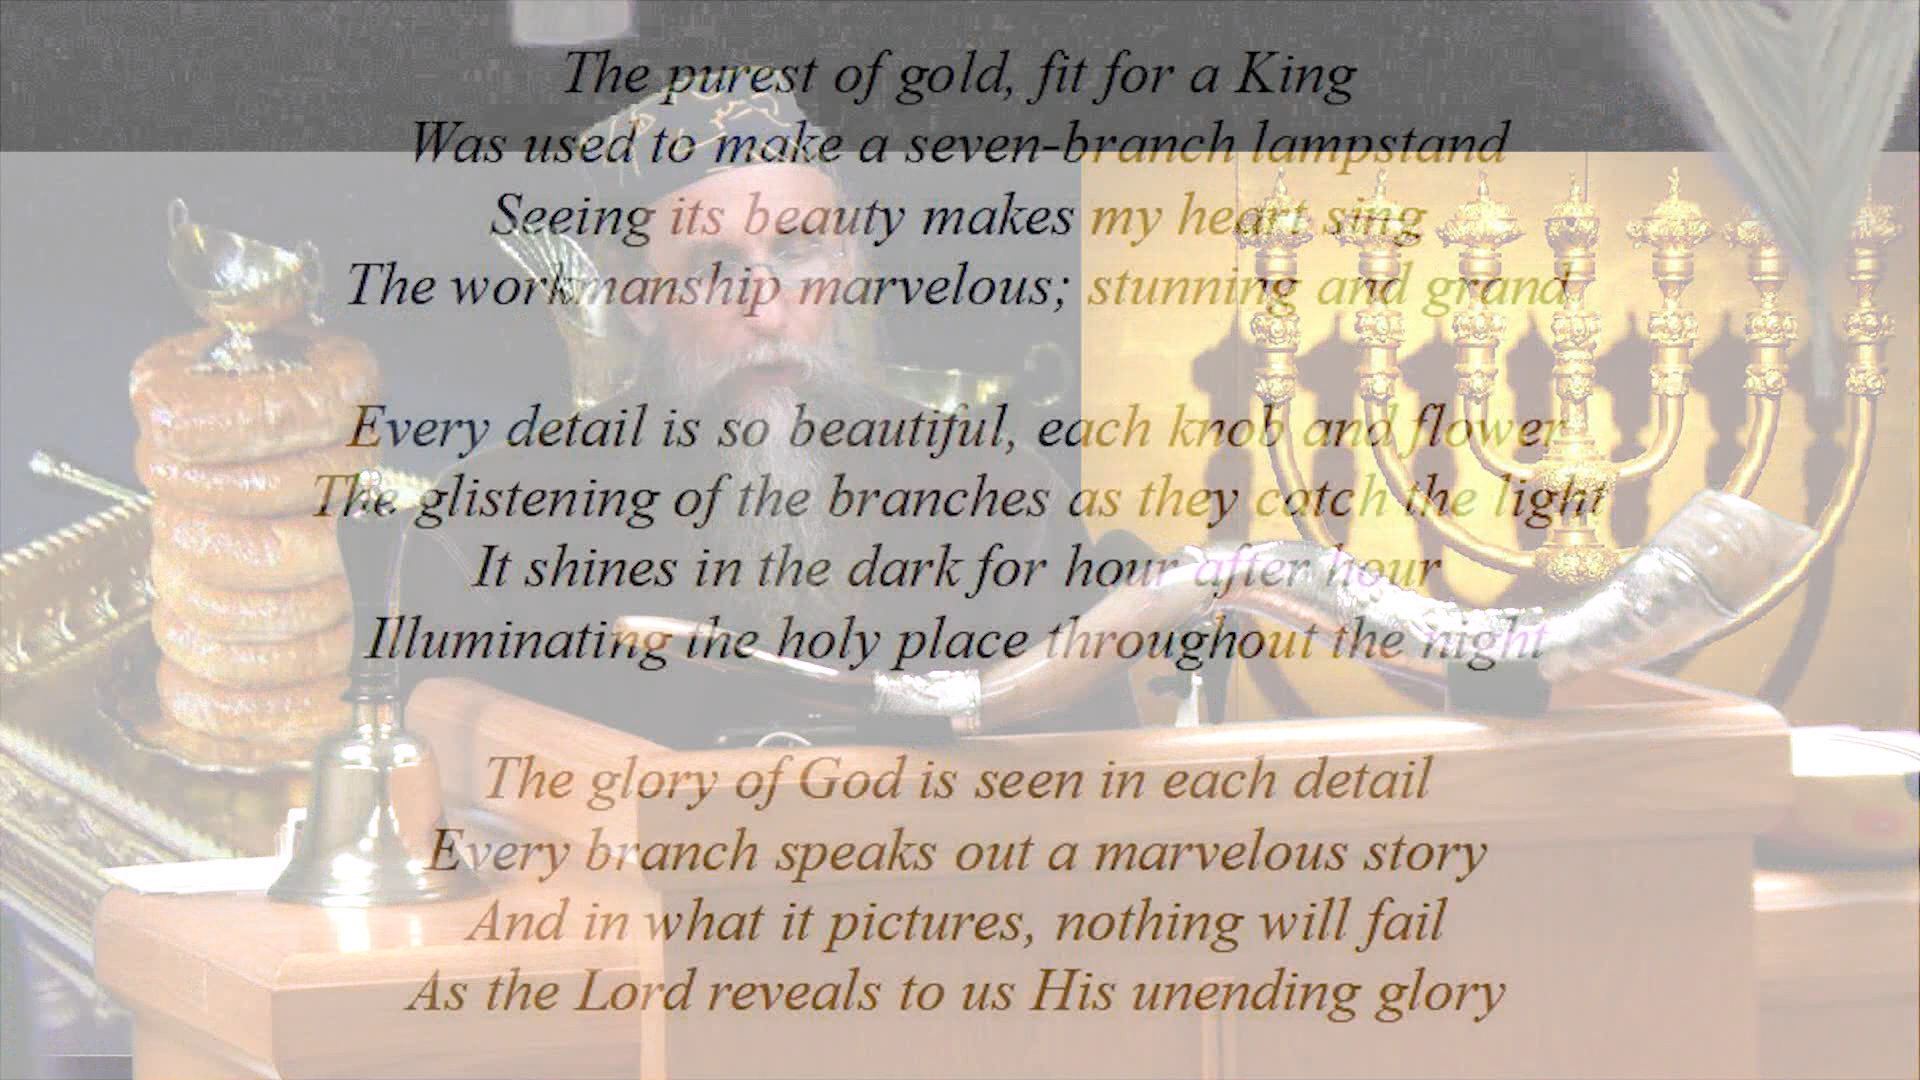 The purest of gold, fit for a King
Was used to make a seven-branch lampstand
Seeing its beauty makes my heart sing
The workmanship marvelous; stunning and grand
Every detail is so beautiful, each knob and flower
The glistening of the branches as they catch the light
It shines in the dark for hour after hour
Illuminating the holy place throughout the night
The glory of God is seen in each detail
Every branch speaks out a marvelous story
And in what it pictures, nothing will fail
As the Lord reveals to us His unending glory